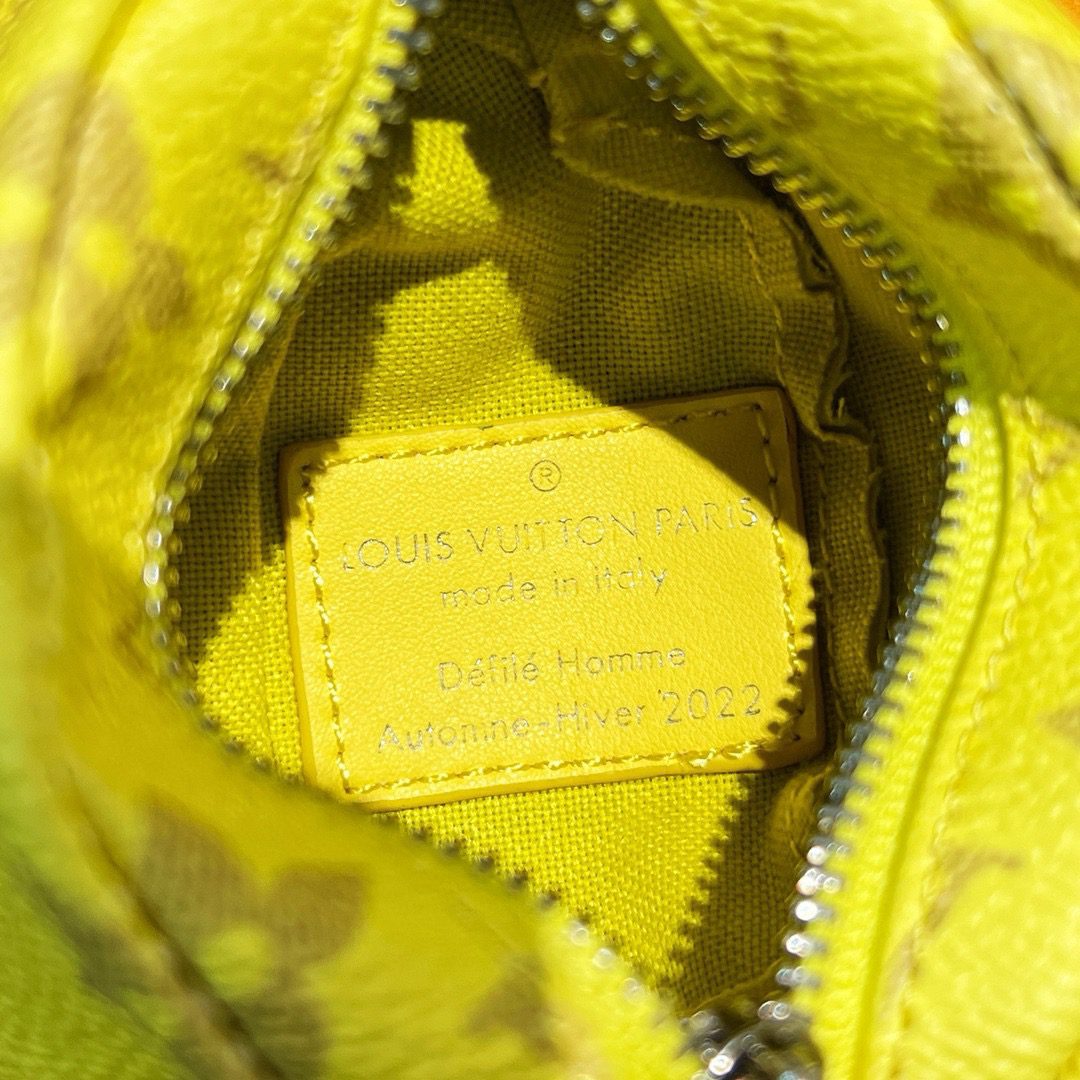 ®
LOUIS VUITTON PARIS
made in italy
Défilé Homme
Automne-Hiver '2022